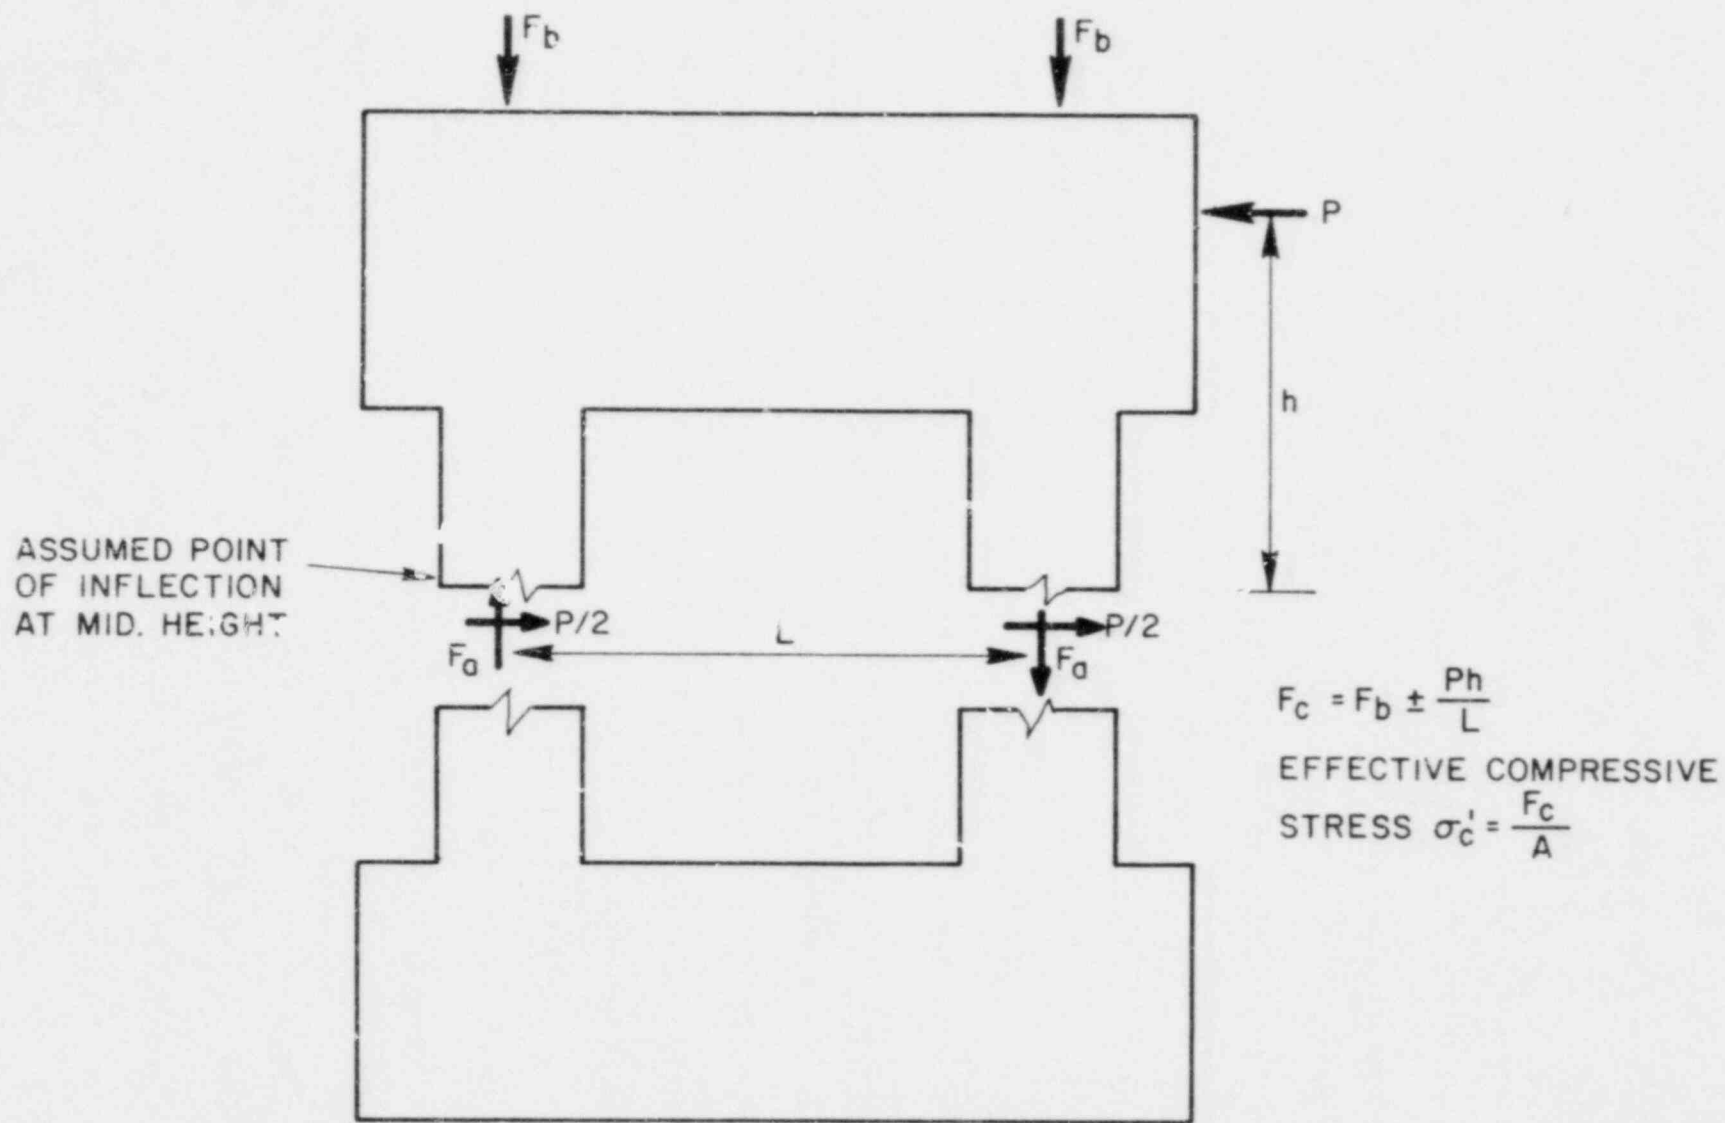 Fb
Fb
P
h
ASSUMED POINT
OF INFLECTION
AT MID. HEIGHT
P/2
L
P/2
Fa
Fa
Fc = Fb ± Ph/L
EFFECTIVE COMPRESSIVE
STRESS σc' = Fc/A